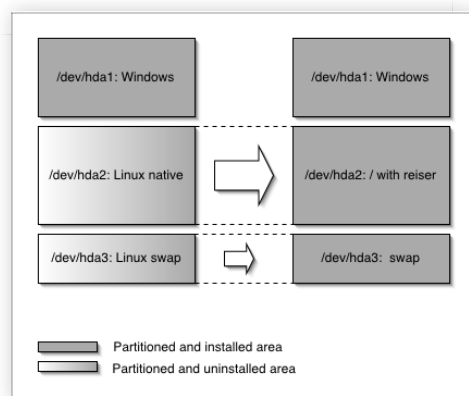 /dev/hda1: Windows
/dev/hda1: Windows
/dev/hda2: Linux native
/dev/hda2: / with reiser
/dev/hda3: Linux swap
/dev/hda3: swap
Partitioned and installed area
Partitioned and uninstalled area